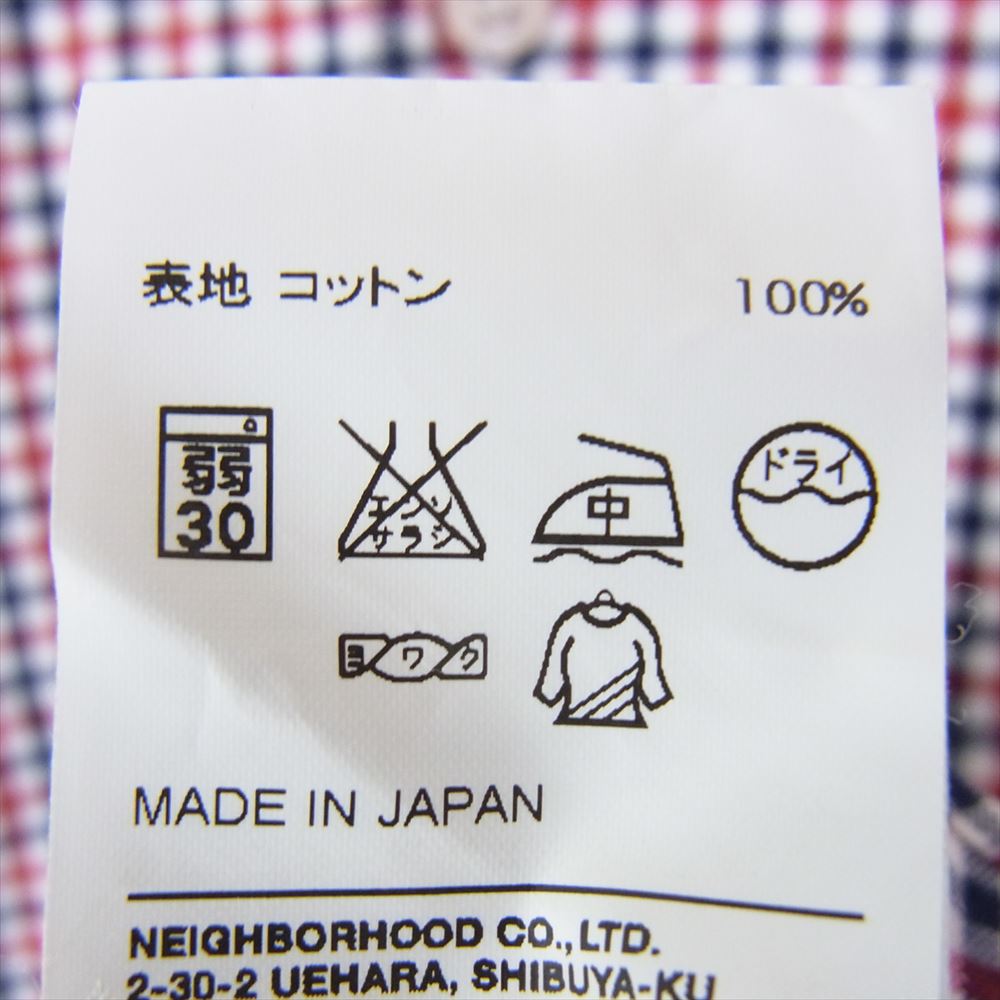 表地 コットン 100%
弱 30
エンソ サラシ
中
ドライ
ヨワク
MADE IN JAPAN
NEIGHBORHOOD CO.,LTD.
2-30-2 UEHARA, SHIBUYA-KU